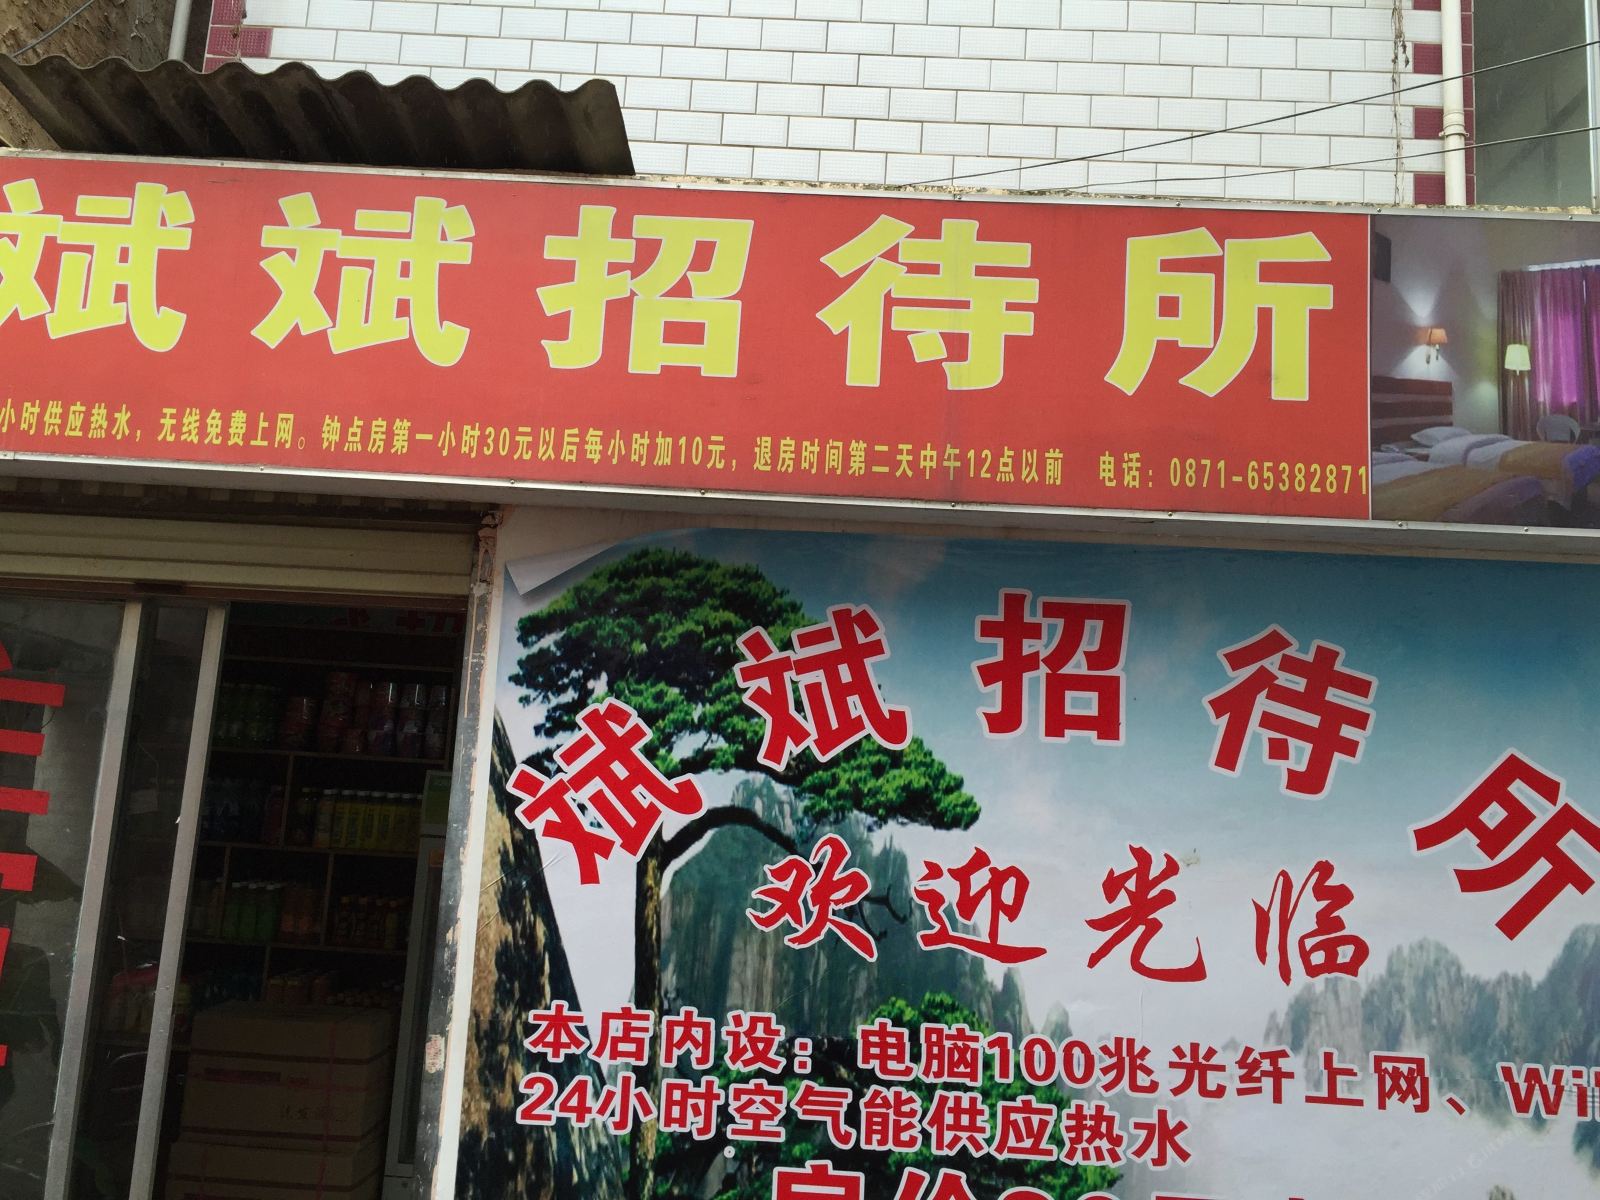 斌斌招待所
小时供应热水，无线免费上网。钟点房第一小时30元以后每小时加10元，退房时间第二天中午12点以前 电话：0871-65382871
斌斌招待所
欢迎光临
本店内设：电脑100兆光纤上网、Wifi
24小时空气能供应热水